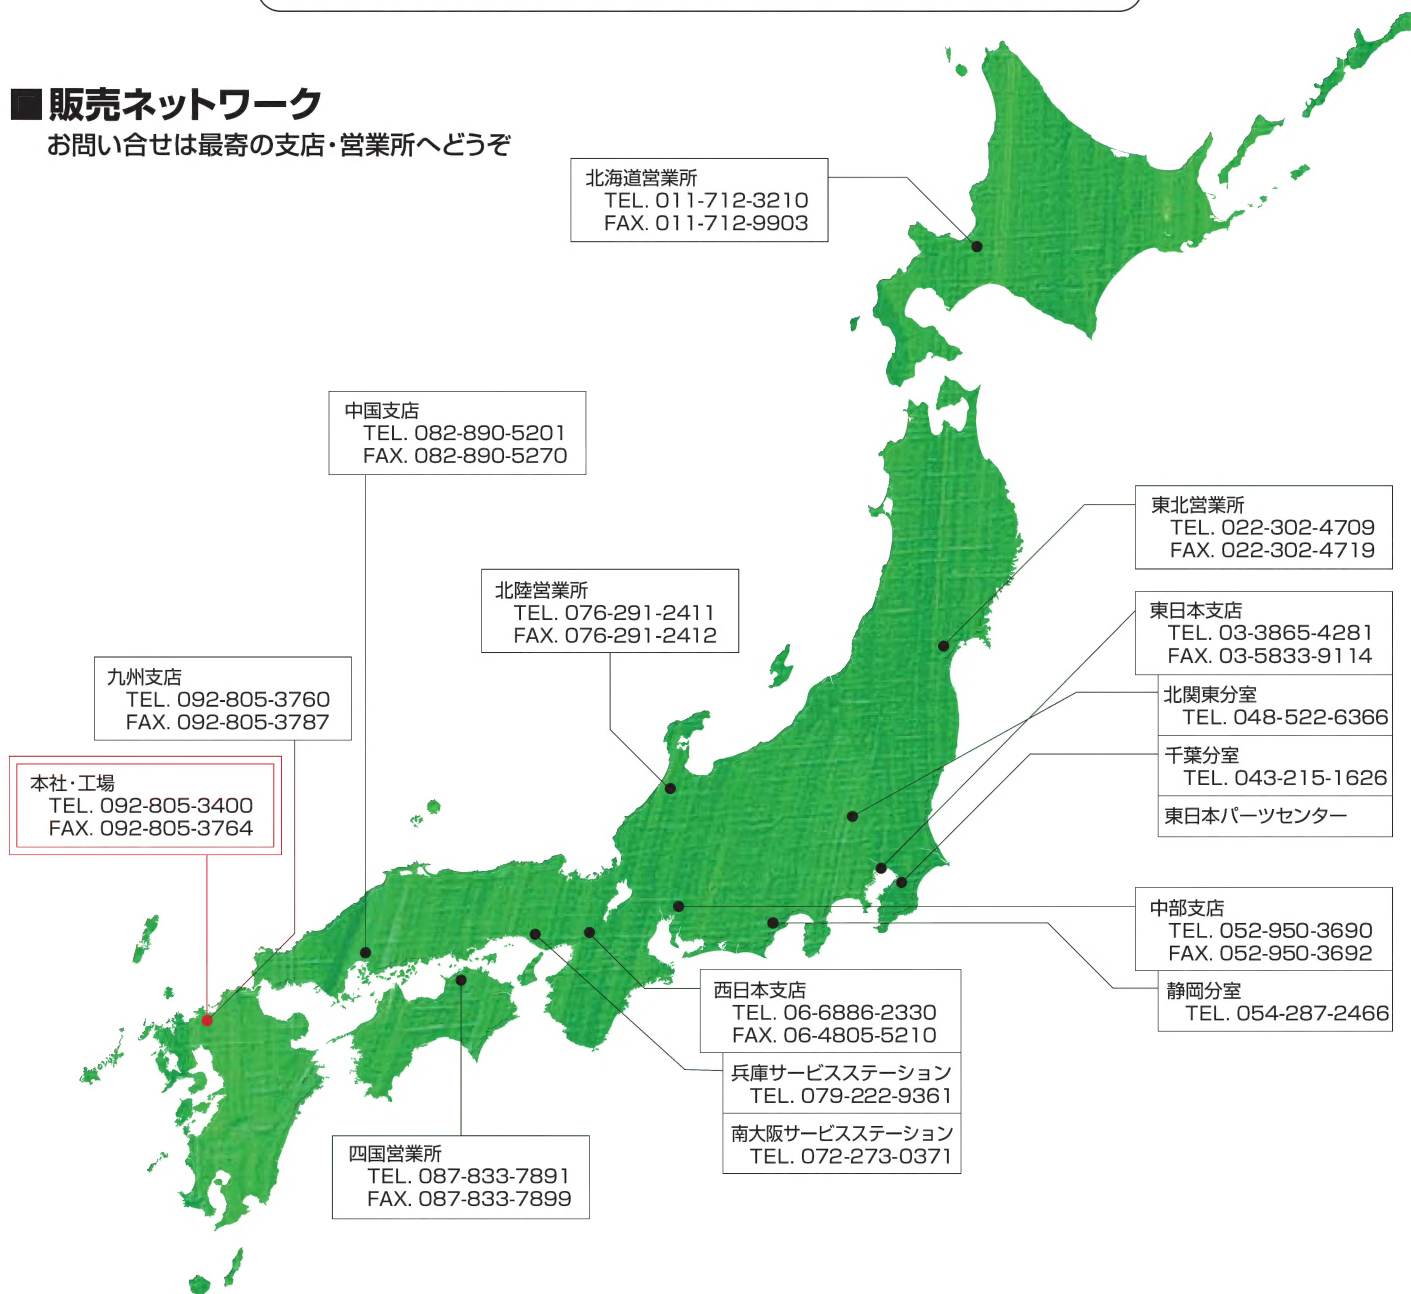 ■販売ネットワーク
お問い合せは最寄の支店・営業所へどうぞ
北海道営業所
TEL. 011-712-3210
FAX. 011-712-9903
中国支店
TEL. 082-890-5201
FAX. 082-890-5270
東北営業所
TEL. 022-302-4709
FAX. 022-302-4719
北陸営業所
TEL. 076-291-2411
FAX. 076-291-2412
東日本支店
TEL. 03-3865-4281
FAX. 03-5833-9114
北関東分室
TEL. 048-522-6366
千葉分室
TEL. 043-215-1626
東日本パーツセンター
九州支店
TEL. 092-805-3760
FAX. 092-805-3787
本社・工場
TEL. 092-805-3400
FAX. 092-805-3764
中部支店
TEL. 052-950-3690
FAX. 052-950-3692
静岡分室
TEL. 054-287-2466
西日本支店
TEL. 06-6886-2330
FAX. 06-4805-5210
兵庫サービスステーション
TEL. 079-222-9361
南大阪サービスステーション
TEL. 072-273-0371
四国営業所
TEL. 087-833-7891
FAX. 087-833-7899